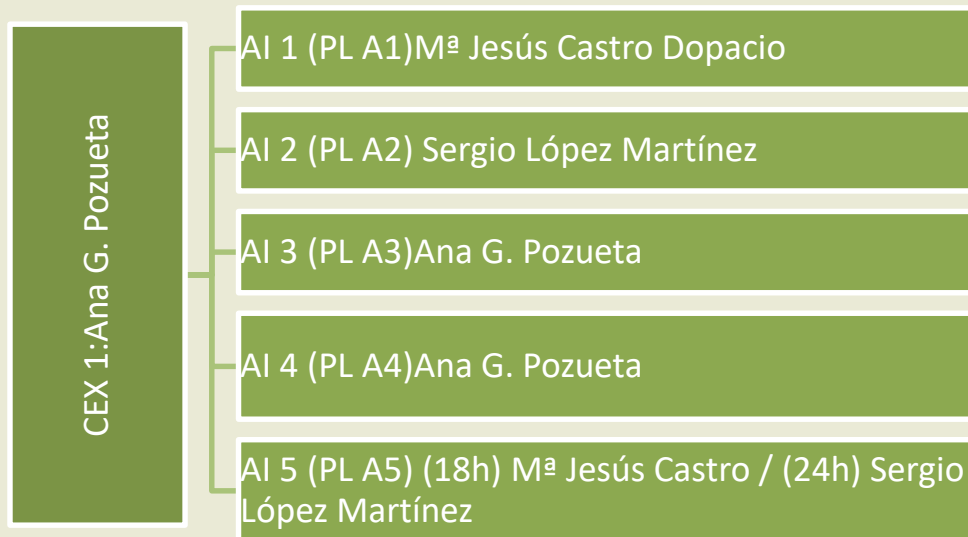 CEX 1:Ana G. Pozueta
AI 1 (PL A1)Mª Jesús Castro Dopacio
AI 2 (PL A2) Sergio López Martínez
AI 3 (PL A3)Ana G. Pozueta
AI 4 (PL A4)Ana G. Pozueta
AI 5 (PL A5) (18h) Mª Jesús Castro / (24h) Sergio
López Martínez